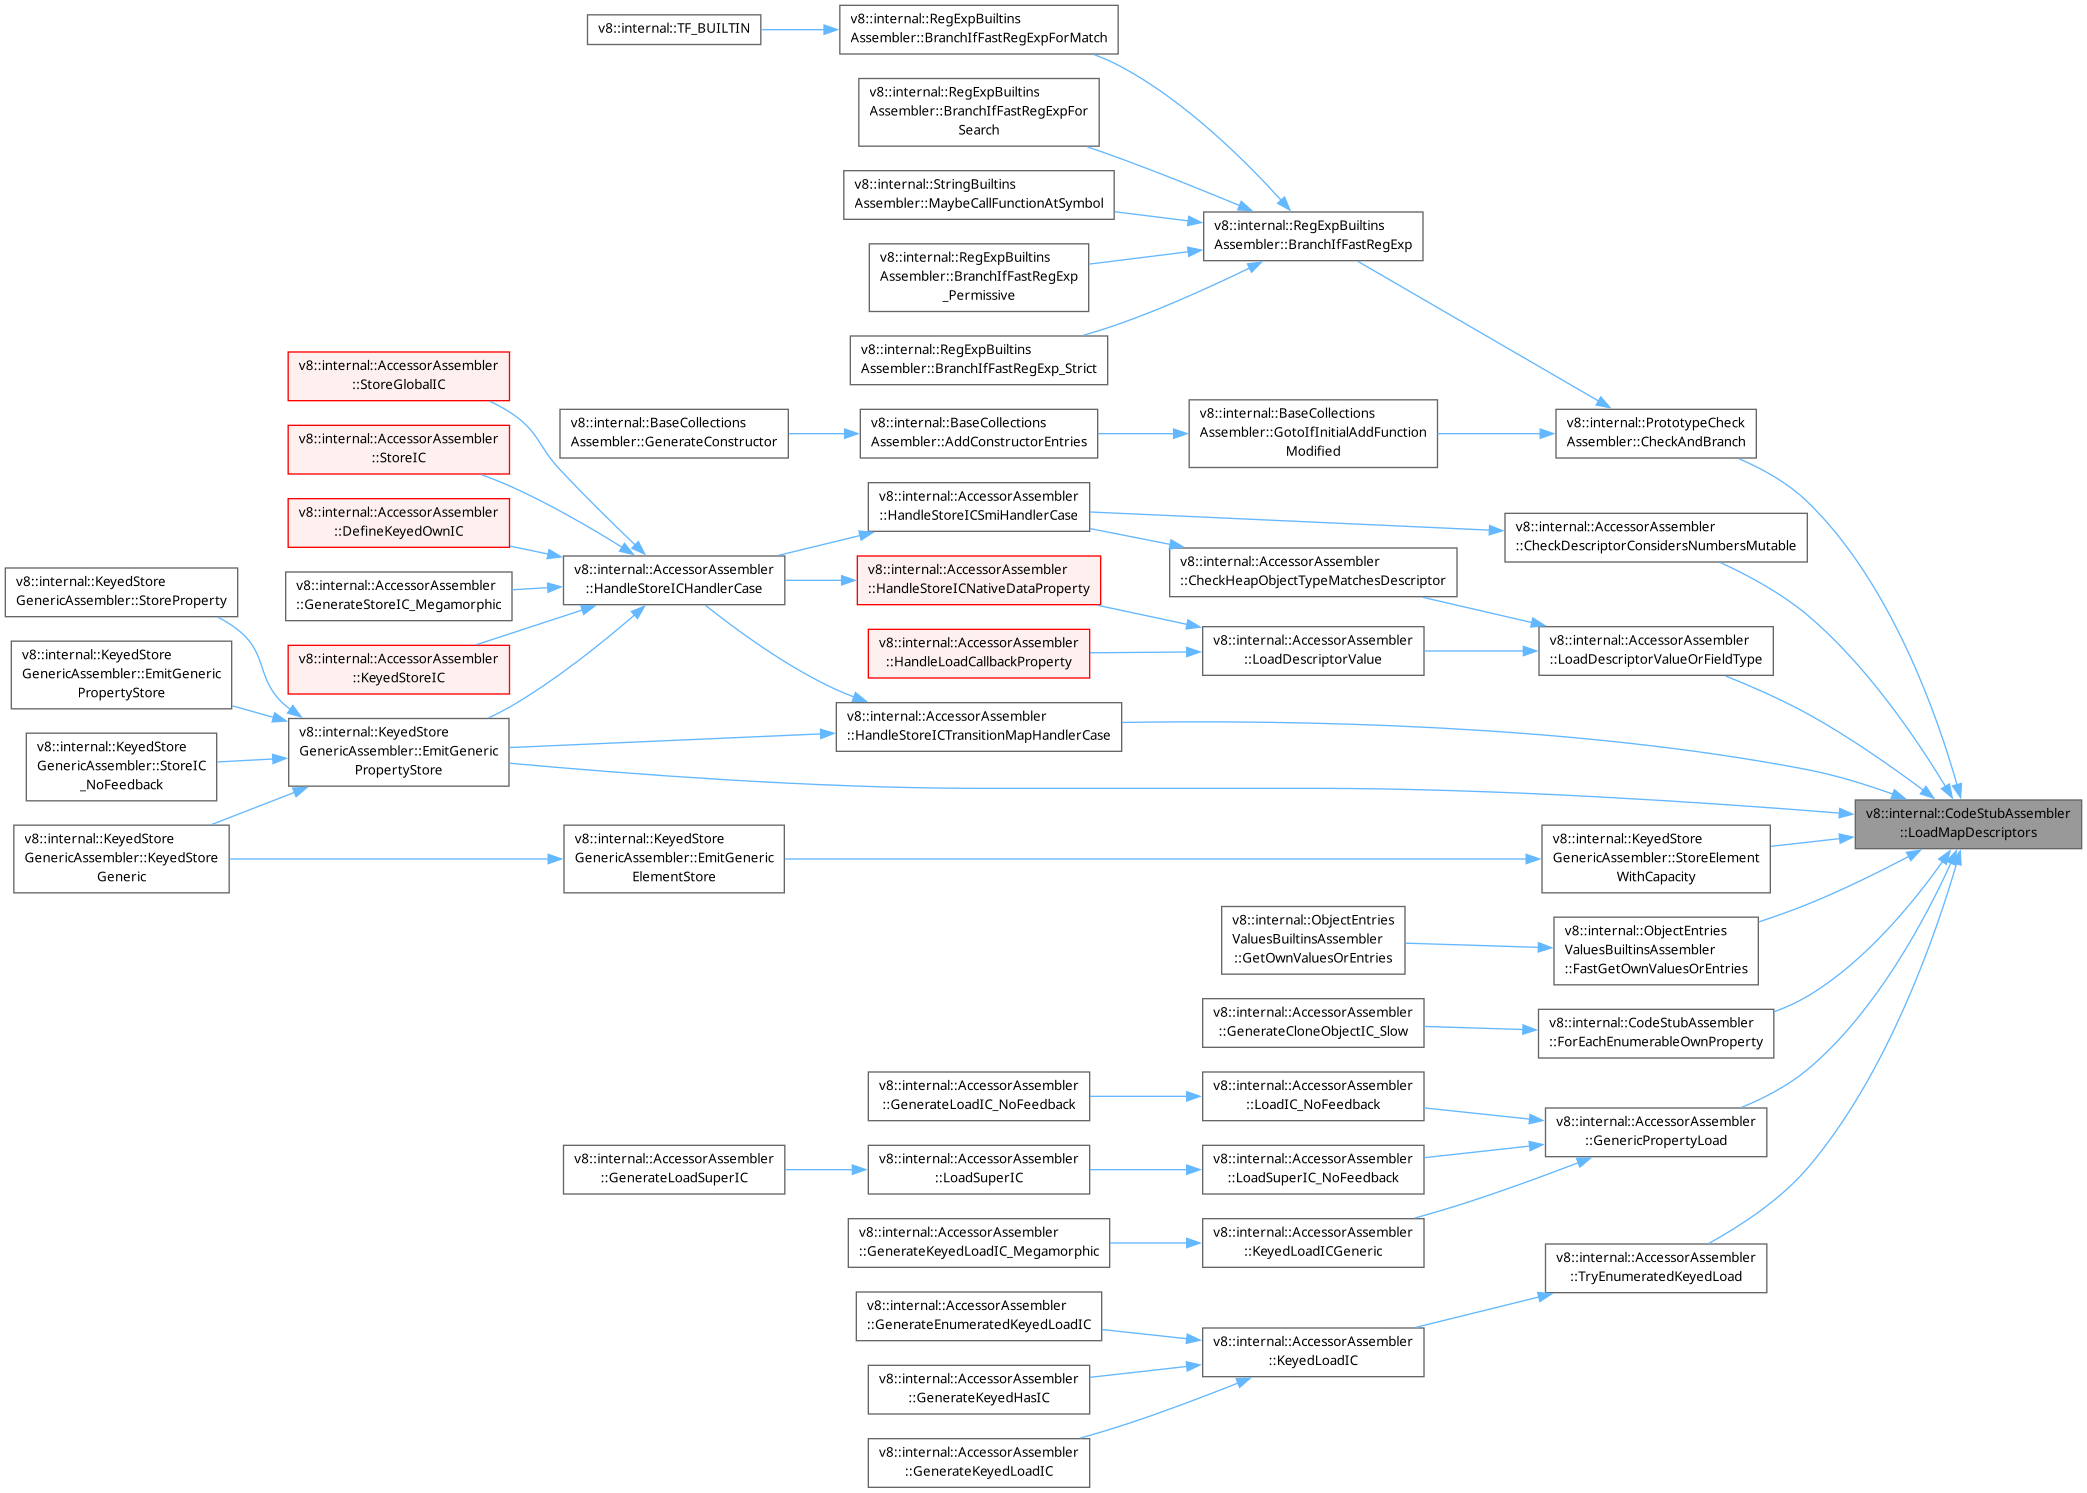 v8::internal::TF_BUILTIN
v8::internal::RegExpBuiltins
Assembler::BranchIfFastRegExpForMatch
v8::internal::RegExpBuiltins
Assembler::BranchIfFastRegExpFor
Search
v8::internal::StringBuiltins
Assembler::MaybeCallFunctionAtSymbol
v8::internal::RegExpBuiltins
Assembler::BranchIfFastRegExp
v8::internal::RegExpBuiltins
Assembler::BranchIfFastRegExp
_Permissive
v8::internal::RegExpBuiltins
Assembler::BranchIfFastRegExp_Strict
v8::internal::AccessorAssembler
::StoreGlobalIC
v8::internal::BaseCollections
Assembler::GenerateConstructor
v8::internal::BaseCollections
Assembler::AddConstructorEntries
v8::internal::BaseCollections
Assembler::GotoIfInitialAddFunction
Modified
v8::internal::PrototypeCheck
Assembler::CheckAndBranch
v8::internal::AccessorAssembler
::StoreIC
v8::internal::AccessorAssembler
::HandleStoreICSmiHandlerCase
v8::internal::AccessorAssembler
::DefineKeyedOwnIC
v8::internal::AccessorAssembler
::CheckDescriptorConsidersNumbersMutable
v8::internal::AccessorAssembler
::CheckHeapObjectTypeMatchesDescriptor
v8::internal::AccessorAssembler
::HandleStoreICHandlerCase
v8::internal::AccessorAssembler
::HandleStoreICNativeDataProperty
v8::internal::KeyedStore
GenericAssembler::StoreProperty
v8::internal::AccessorAssembler
::GenerateStoreIC_Megamorphic
v8::internal::AccessorAssembler
::HandleLoadCallbackProperty
v8::internal::AccessorAssembler
::LoadDescriptorValue
v8::internal::AccessorAssembler
::LoadDescriptorValueOrFieldType
v8::internal::KeyedStore
GenericAssembler::EmitGeneric
PropertyStore
v8::internal::AccessorAssembler
::KeyedStoreIC
v8::internal::AccessorAssembler
::HandleStoreICTransitionMapHandlerCase
v8::internal::KeyedStore
GenericAssembler::EmitGeneric
PropertyStore
v8::internal::KeyedStore
GenericAssembler::StoreIC
_NoFeedback
v8::internal::CodeStubAssembler
::LoadMapDescriptors
v8::internal::KeyedStore
GenericAssembler::KeyedStore
Generic
v8::internal::KeyedStore
GenericAssembler::EmitGeneric
ElementStore
v8::internal::KeyedStore
GenericAssembler::StoreElement
WithCapacity
v8::internal::ObjectEntries
ValuesBuiltinsAssembler
::GetOwnValuesOrEntries
v8::internal::ObjectEntries
ValuesBuiltinsAssembler
::FastGetOwnValuesOrEntries
v8::internal::AccessorAssembler
::GenerateCloneObjectIC_Slow
v8::internal::CodeStubAssembler
::ForEachEnumerableOwnProperty
v8::internal::AccessorAssembler
::GenerateLoadIC_NoFeedback
v8::internal::AccessorAssembler
::LoadIC_NoFeedback
v8::internal::AccessorAssembler
::GenericPropertyLoad
v8::internal::AccessorAssembler
::GenerateLoadSuperIC
v8::internal::AccessorAssembler
::LoadSuperIC
v8::internal::AccessorAssembler
::LoadSuperIC_NoFeedback
v8::internal::AccessorAssembler
::GenerateKeyedLoadIC_Megamorphic
v8::internal::AccessorAssembler
::KeyedLoadICGeneric
v8::internal::AccessorAssembler
::TryEnumeratedKeyedLoad
v8::internal::AccessorAssembler
::GenerateEnumeratedKeyedLoadIC
v8::internal::AccessorAssembler
::KeyedLoadIC
v8::internal::AccessorAssembler
::GenerateKeyedHasIC
v8::internal::AccessorAssembler
::GenerateKeyedLoadIC